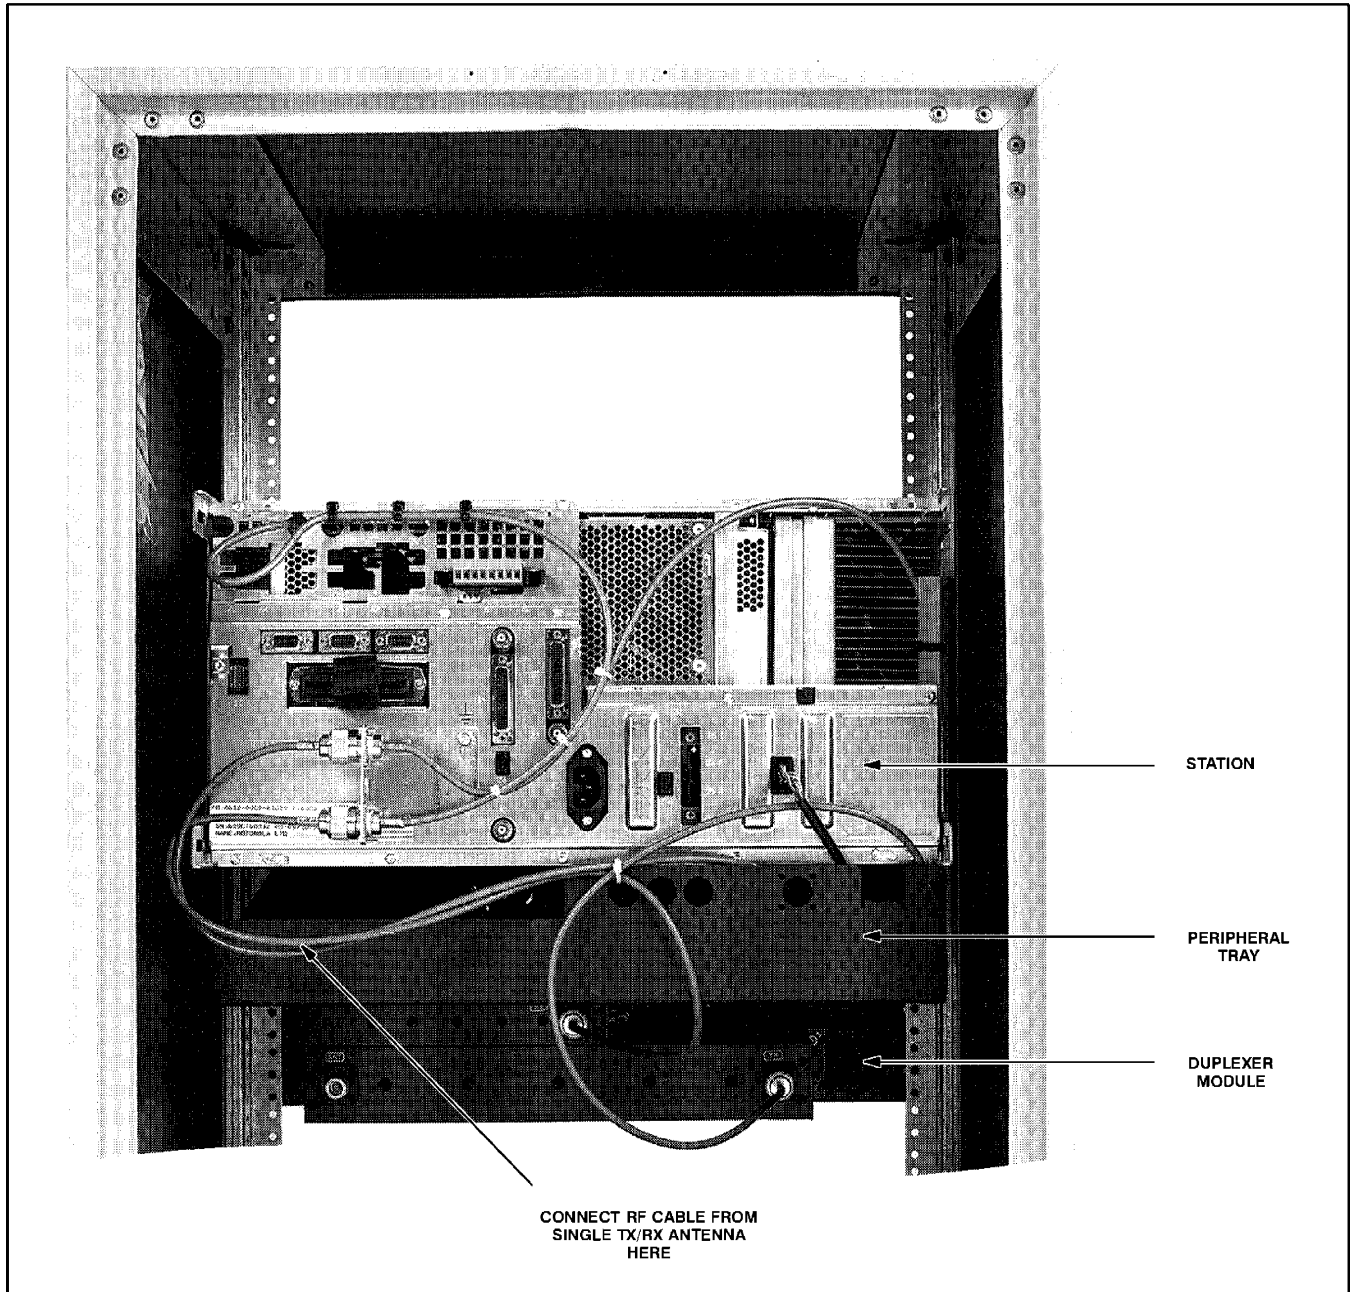 STATION
PERIPHERAL
TRAY
DUPLEXER
MODULE
CONNECT RF CABLE FROM
SINGLE TX/RX ANTENNA
HERE